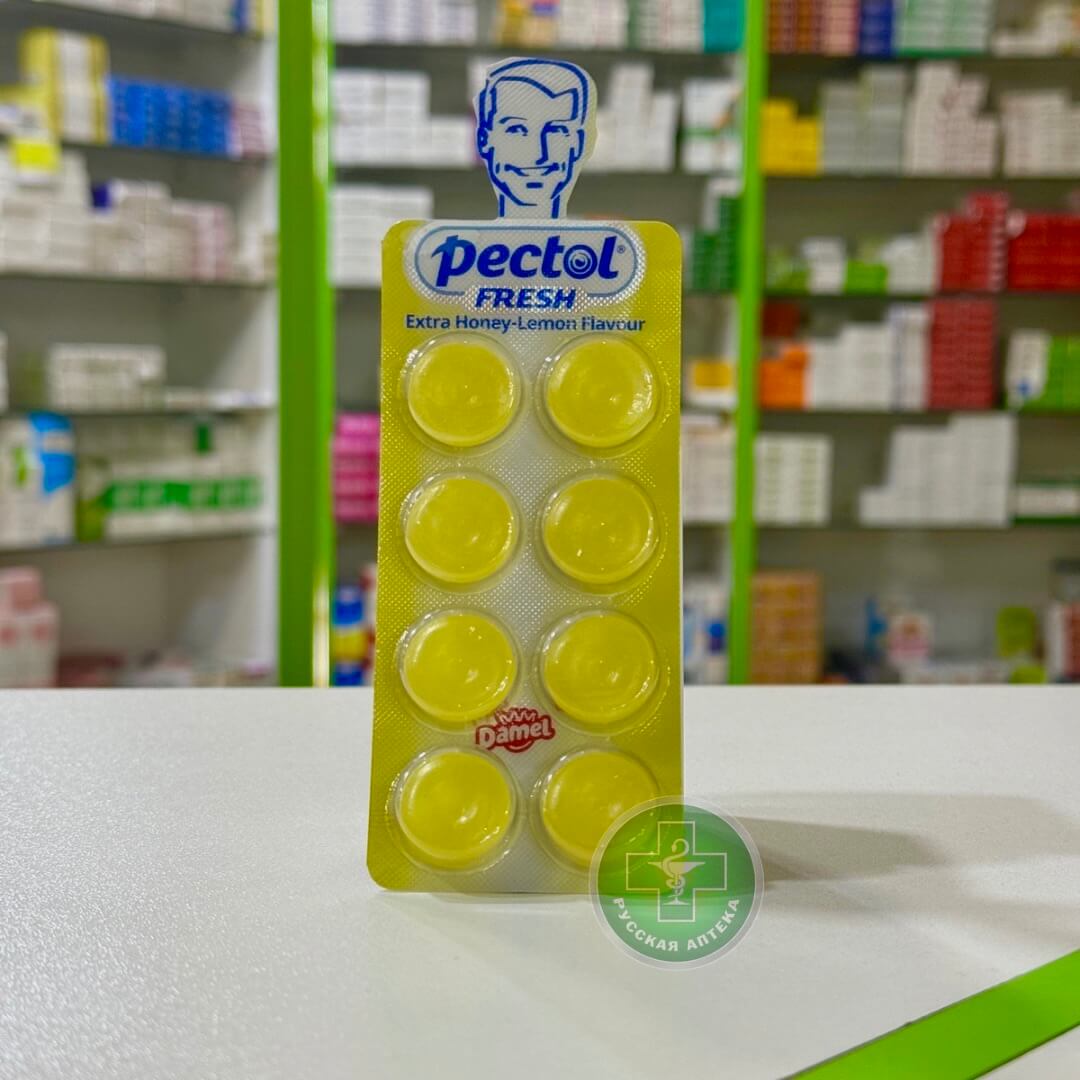 Pectol®
FRESH
Extra Honey-Lemon Flavour
Damel
РУССКАЯ АПТЕКА